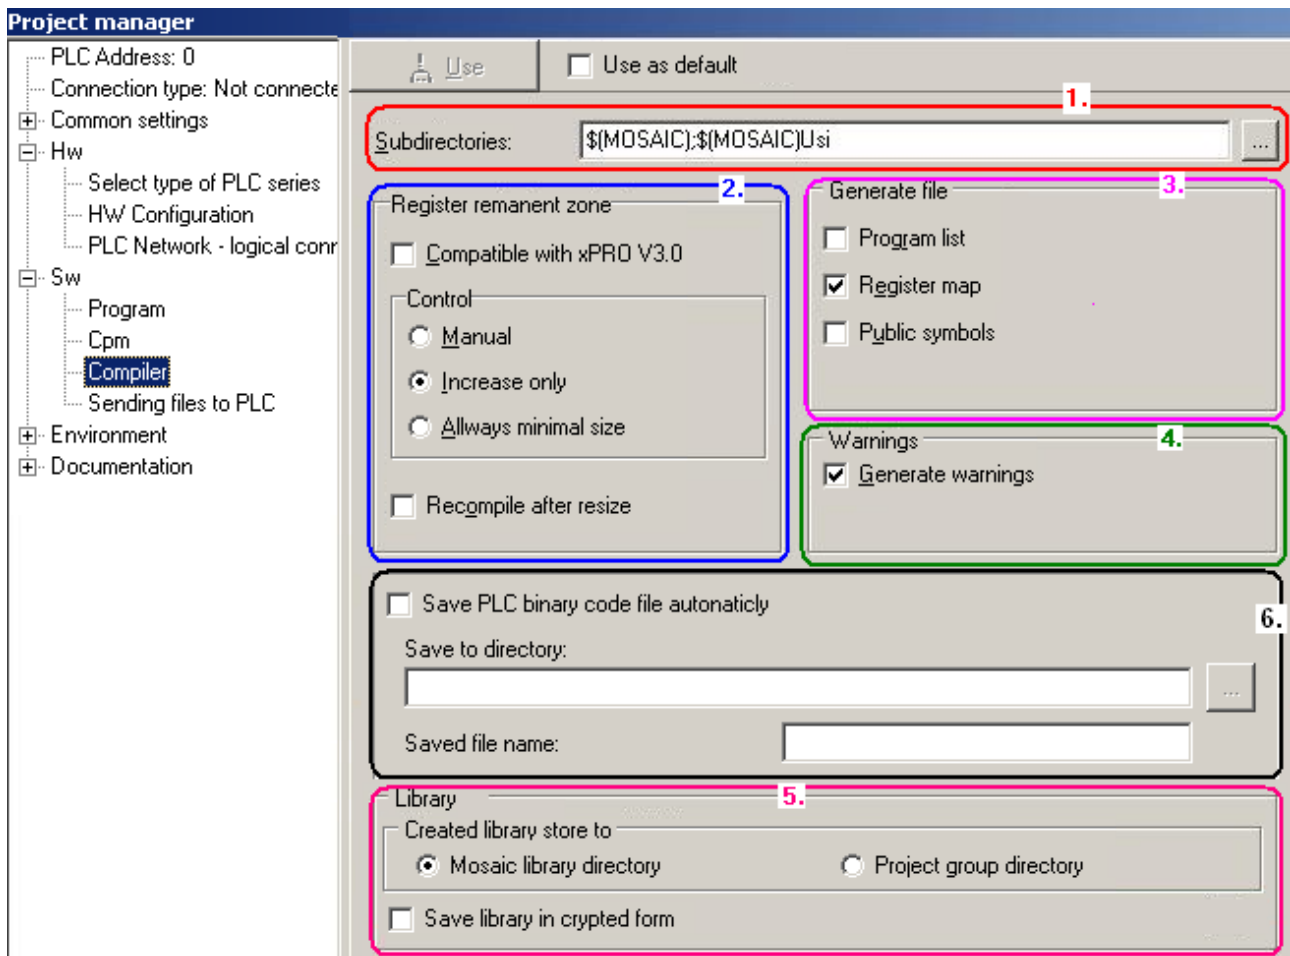 Project manager
PLC Address: 0
Connection type: Not connecte
Common settings
Hw
Select type of PLC series
HW Configuration
PLC Network - logical conr
Sw
Program
Cpm
Compiler
Sending files to PLC
Environment
Documentation
Use
Use as default
1.
Subdirectories:
$(MOSAIC);$(MOSAIC)Usi
...
2.
Register remanent zone
Compatible with xPRO V3.0
Control
Manual
Increase only
Allways minimal size
Recompile after resize
3.
Generate file
Program list
Register map
Public symbols
4.
Warnings
Generate warnings
6.
Save PLC binary code file autonaticly
Save to directory:
...
Saved file name:
5.
Library
Created library store to
Mosaic library directory
Project group directory
Save library in crypted form